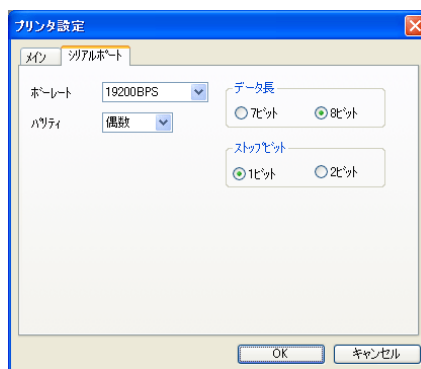 プリンタ設定
メイン シリアルポート
ボーレート 19200BPS
パリティ 偶数
データ長
7ビット 8ビット
ストップビット
1ビット 2ビット
OK キャンセル